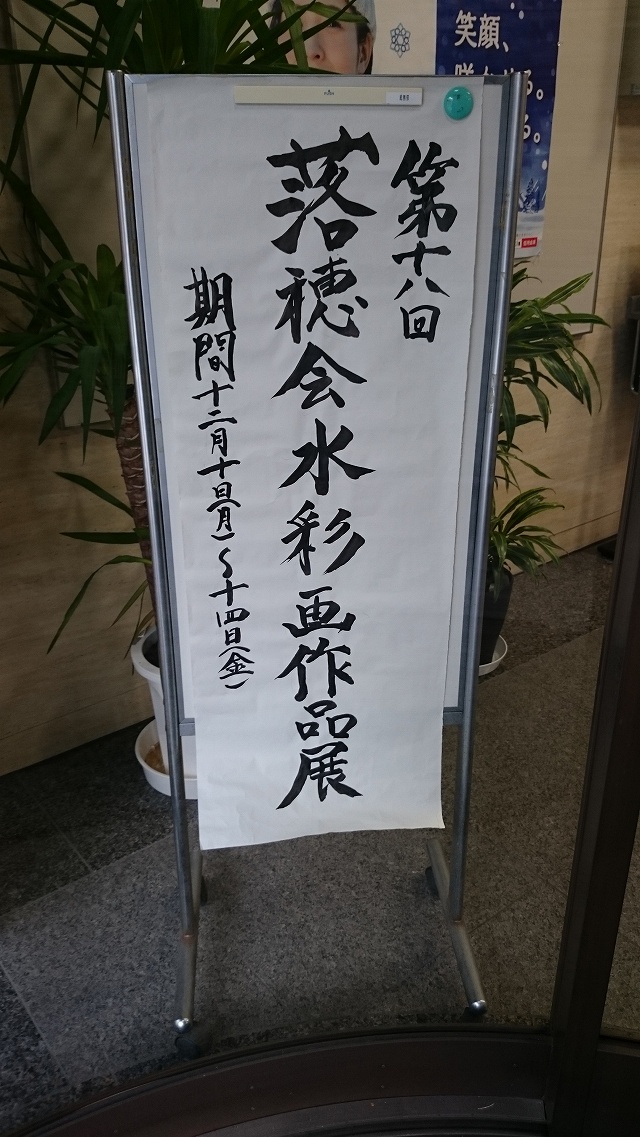 第十八回
落穂会水彩画作品展
期間十二月十日(月)〜十四日(金)
笑顔、